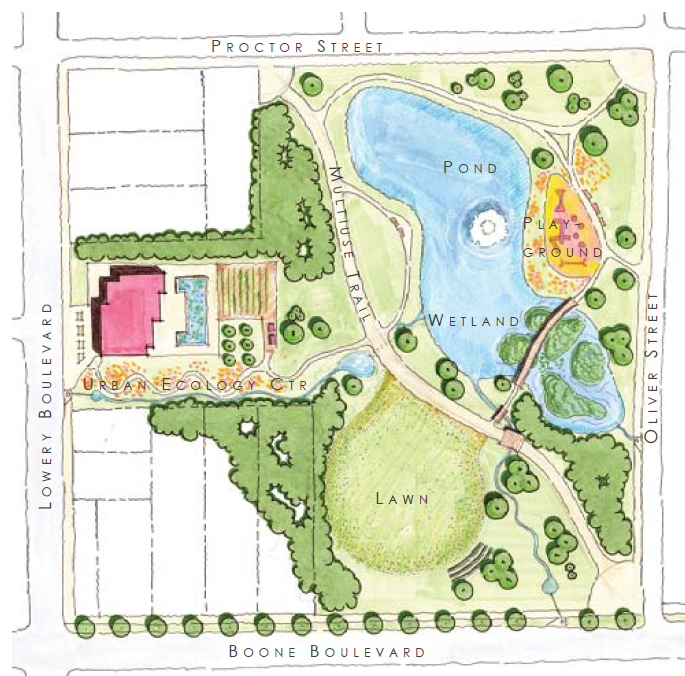 PROCTOR STREET
POND
MULTIUSE TRAIL
PLAY-
GROUND
WETLAND
LOWERY BOULEVARD
OLIVER STREET
URBAN ECOLOGY CTR
LAWN
BOONE BOULEVARD